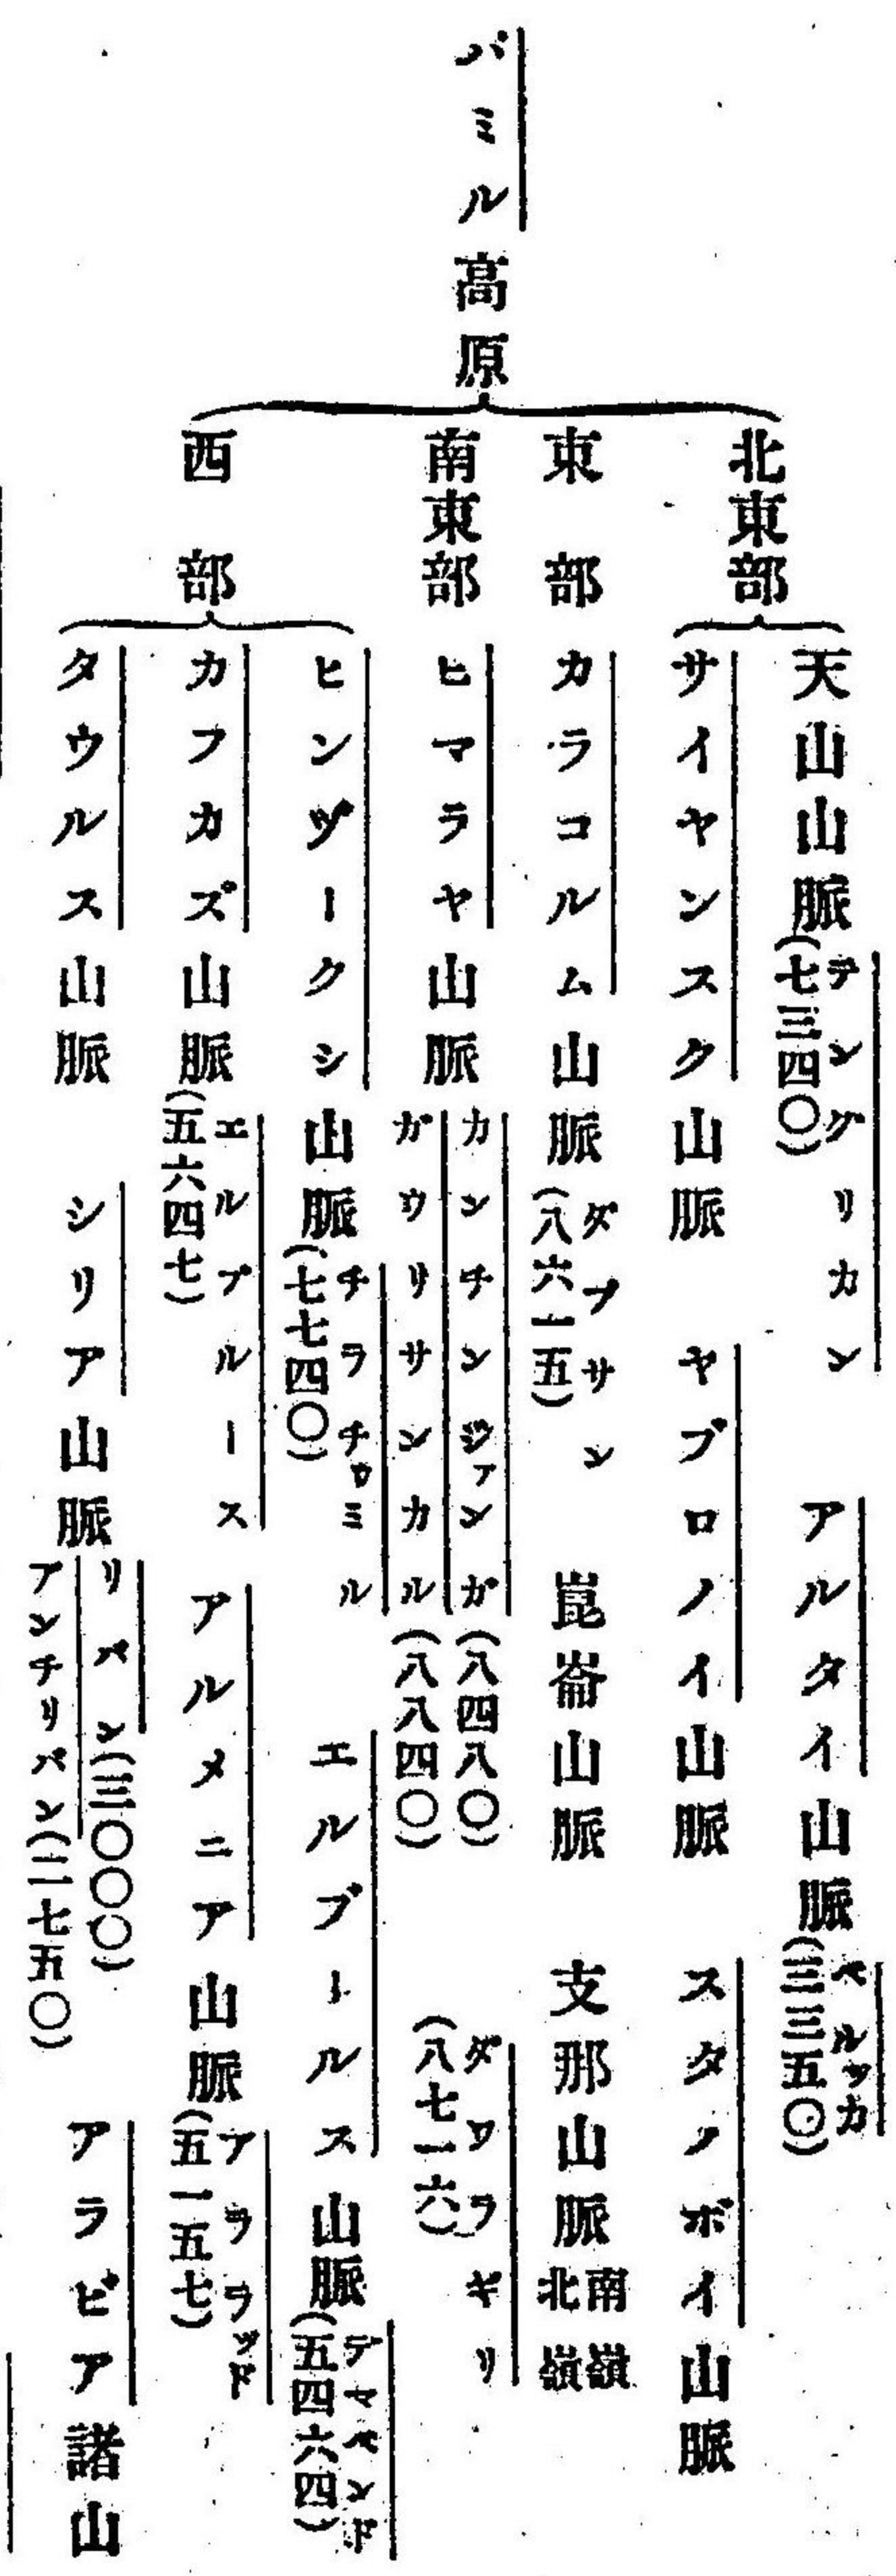 パミル高原
北東部
天山山脈 テングリカン(七三四〇) アルタイ山脈 ベルッカ(三三五〇)
サイヤンスク山脈 ヤブロノイ山脈 スタノボイ山脈
東部
カラコルム山脈 ダプサン(八六一五) 崑崙山脈 支那山脈 南嶺 北嶺
南東部
ヒマラヤ山脈 カンチンジァンガ(八四八〇) ガウリサンカル(八八四〇) ダワラギリ(八七一六)
西部
ヒンヅークシ山脈 チラチロミル(七七四〇) エルブールス山脈 デマベンド(五四六四)
カフカズ山脈 エルブルース(五六四七) アルメニア山脈 アララッド(五一五七)
タウルス山脈 シリア山脈 リバン(三〇〇〇) アンチリバン(二七五〇) アラビア諸山